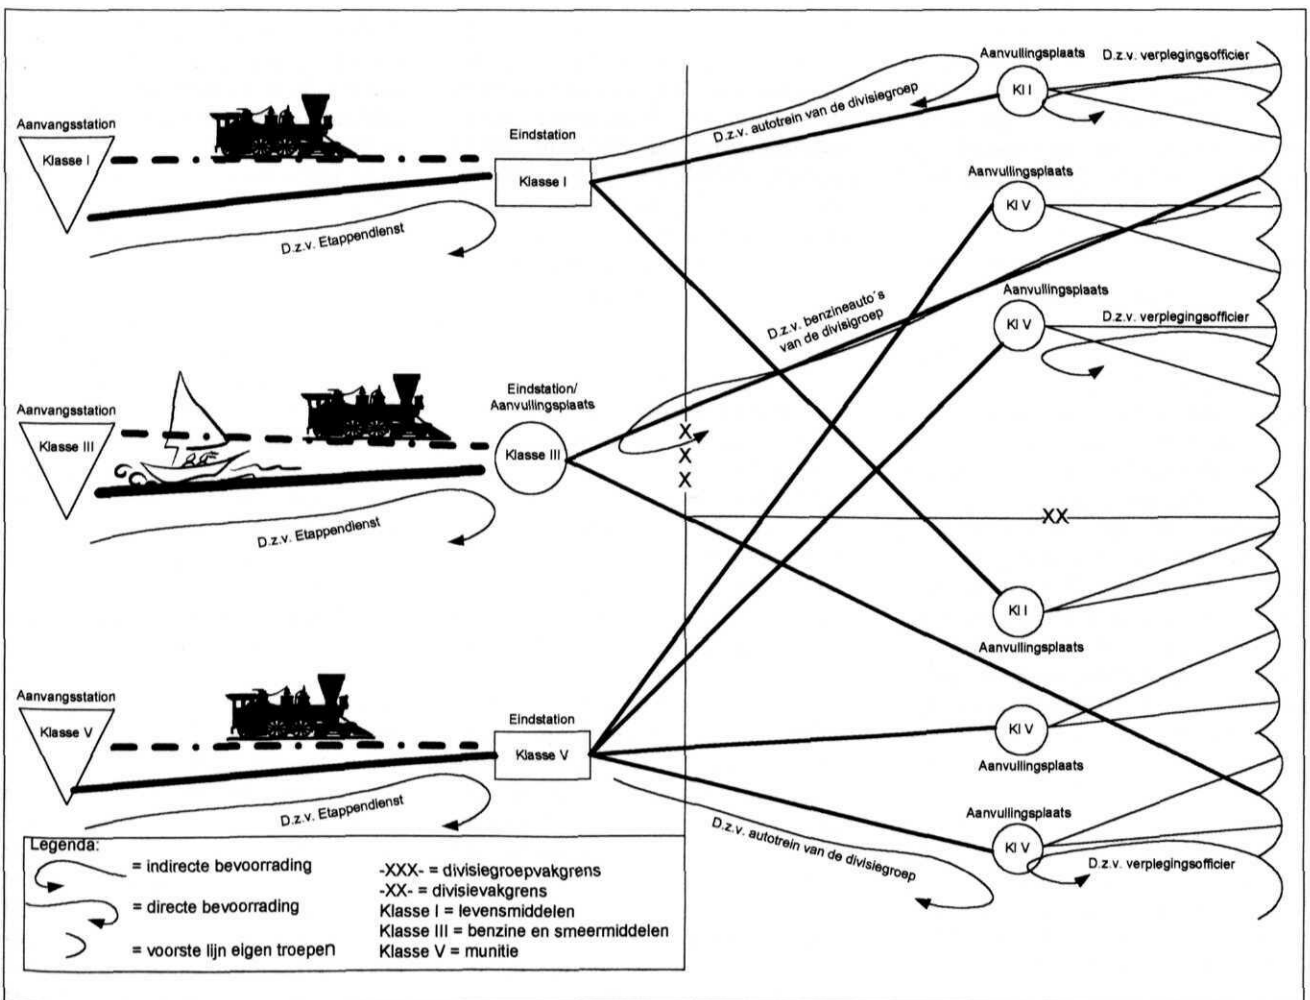 Aanvullingsplaats
D.z.v. verplegingsofficier
Kl I
D.z.v. autotrein van de divisiegroep
Aanvangsstation
Klasse I
Eindstation
Klasse I
D.z.v. Etappendienst
Aanvullingsplaats
Kl V
Aanvullingsplaats
Kl V
D.z.v. verplegingsofficier
D.z.v. benzineauto´s
van de divisigroep
Aanvangsstation
Klasse III
Eindstation/
Aanvullingsplaats
Klasse III
D.z.v. Etappendienst
X
X
X
XX
Kl I
Aanvullingsplaats
Aanvangsstation
Klasse V
Eindstation
Klasse V
D.z.v. Etappendienst
Kl V
Aanvullingsplaats
Aanvullingsplaats
Kl V
D.z.v. verplegingsofficier
D.z.v. autotrein van de divisiegroep
Legenda:
= indirecte bevoorrading
= directe bevoorrading
= voorste lijn eigen troepen
-XXX- = divisiegroepvakgrens
-XX- = divisievakgrens
Klasse I = levensmiddelen
Klasse III = benzine en smeermiddelen
Klasse V = munitie